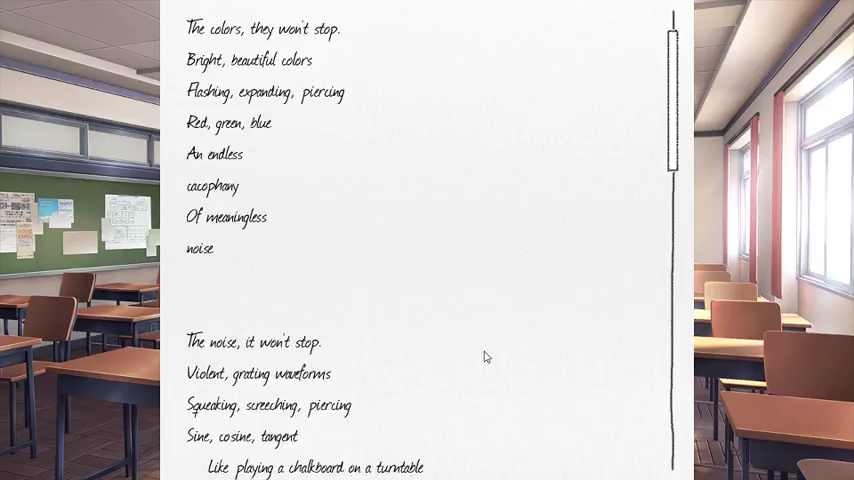 The colors, they won't stop.
Bright, beautiful colors
Flashing, expanding, piercing
Red, green, blue
An endless
cacophany
Of meaningless
noise
The noise, it won't stop.
Violent, grating waveforms
Squeaking, screeching, piercing
Sine, cosine, tangent
Like playing a chalkboard on a turntable